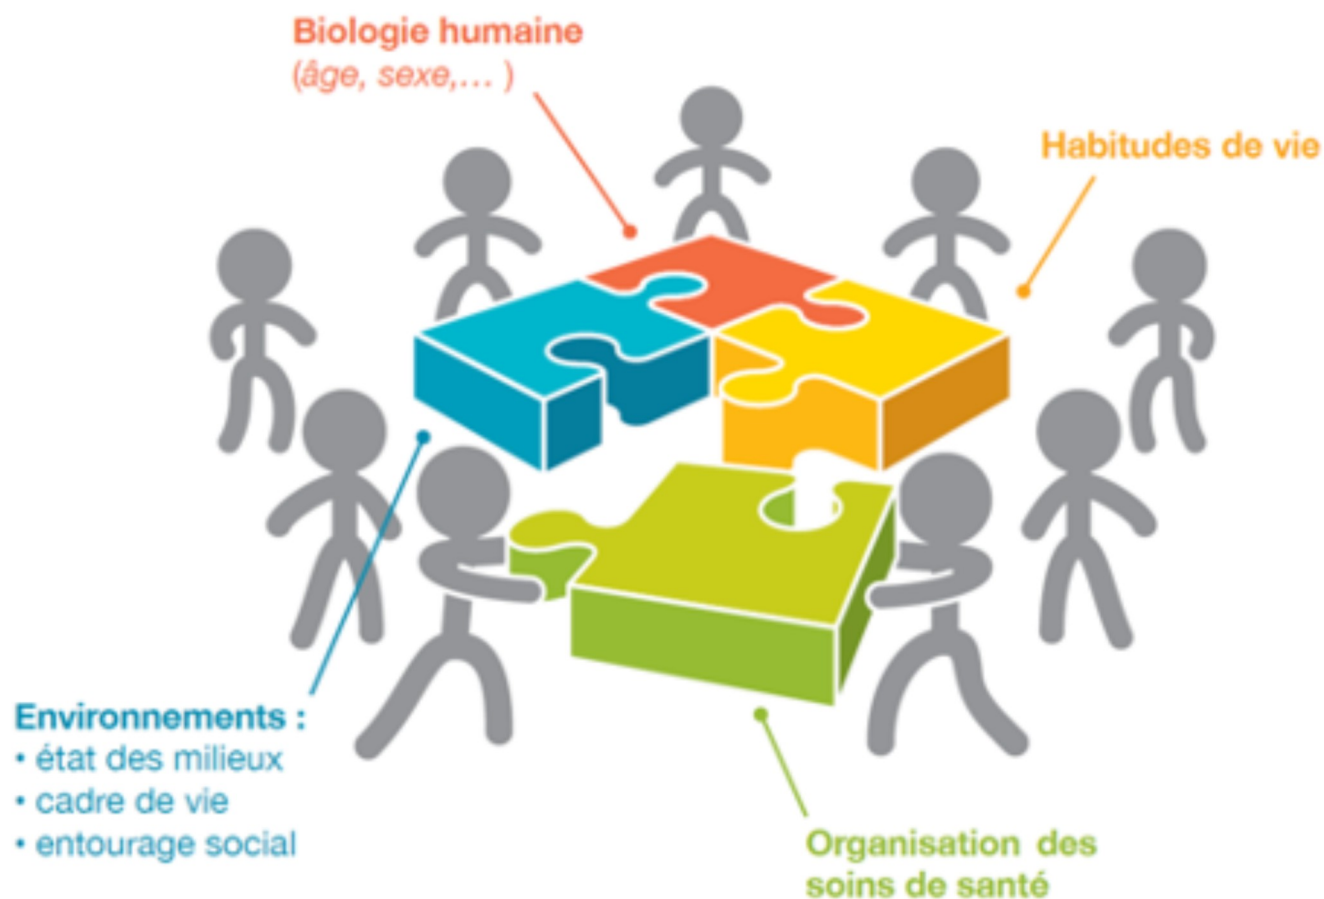 Biologie humaine
(âge, sexe,... )
Habitudes de vie
Environnements :
• état des milieux
• cadre de vie
• entourage social
Organisation des
soins de santé